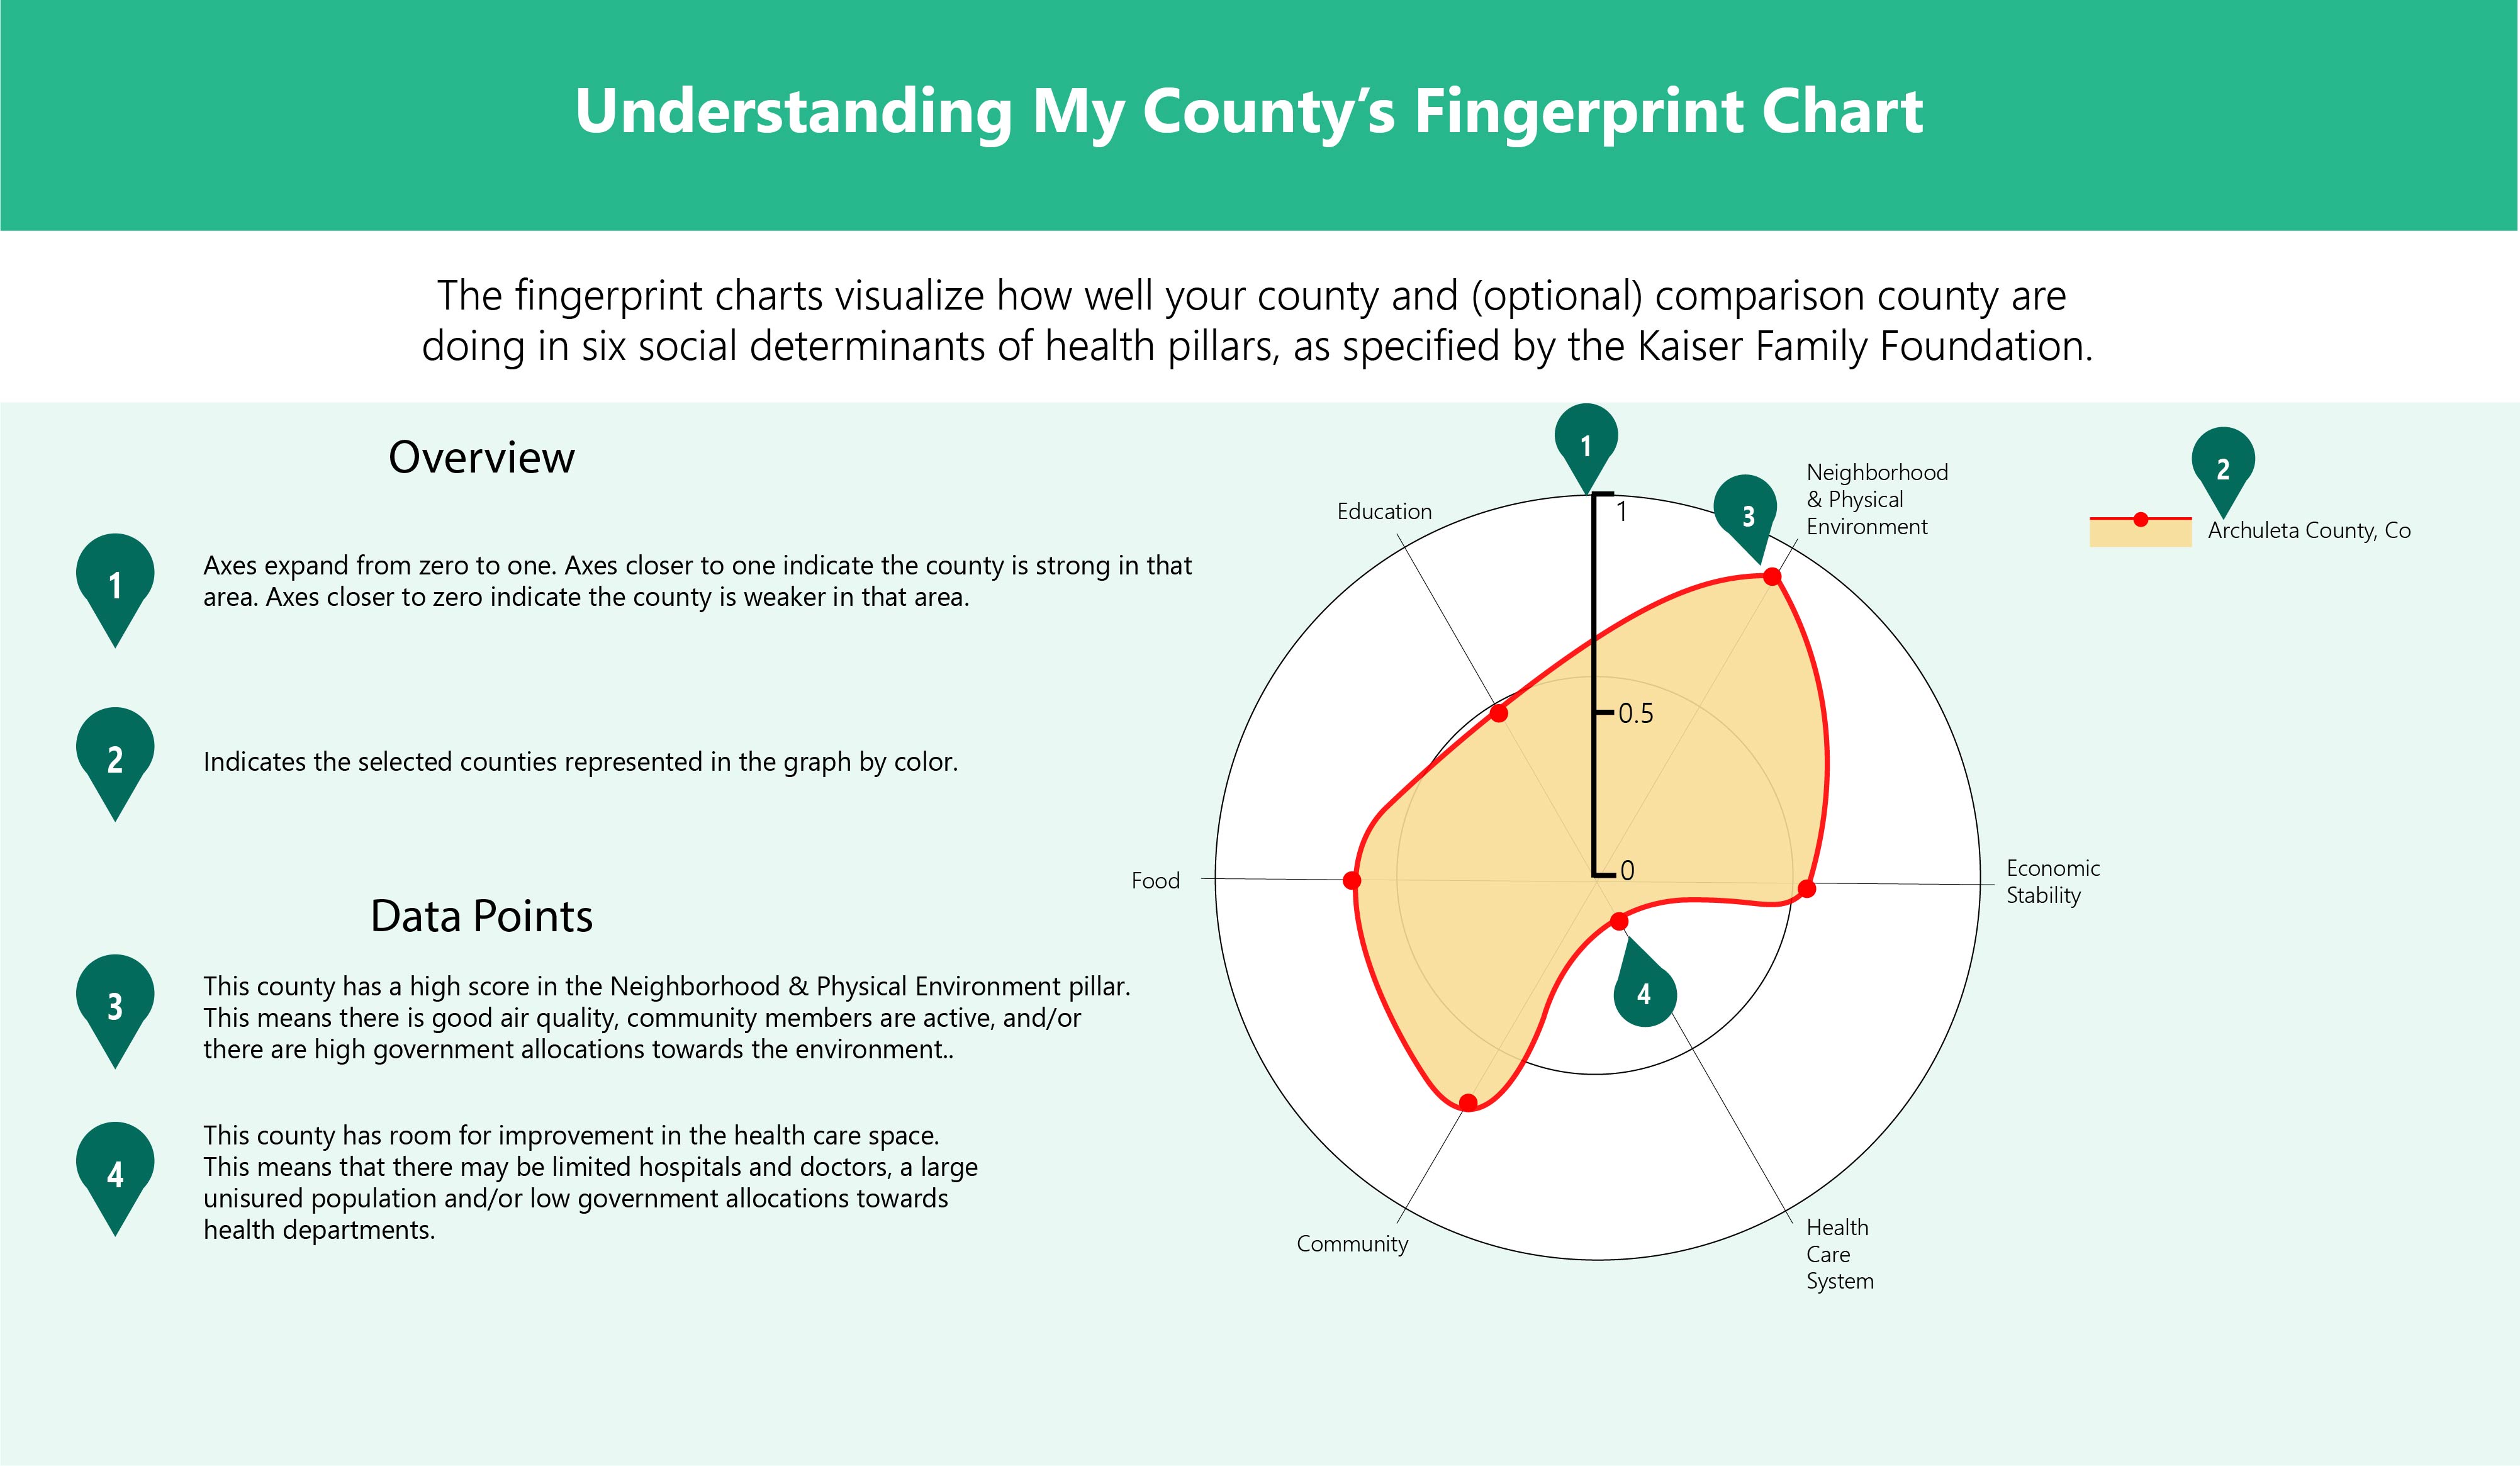 Understanding My County’s Fingerprint Chart
The fingerprint charts visualize how well your county and (optional) comparison county are
doing in six social determinants of health pillars, as specified by the Kaiser Family Foundation.
Overview
1
Axes expand from zero to one. Axes closer to one indicate the county is strong in that
area. Axes closer to zero indicate the county is weaker in that area.
2
Indicates the selected counties represented in the graph by color.
Data Points
3
This county has a high score in the Neighborhood & Physical Environment pillar.
This means there is good air quality, community members are active, and/or
there are high government allocations towards the environment..
4
This county has room for improvement in the health care space.
This means that there may be limited hospitals and doctors, a large
unisured population and/or low government allocations towards
health departments.
1
1
0.5
0
Education
3
Neighborhood
& Physical
Environment
2
Archuleta County, Co
Food
Economic
Stability
4
Community
Health
Care
System